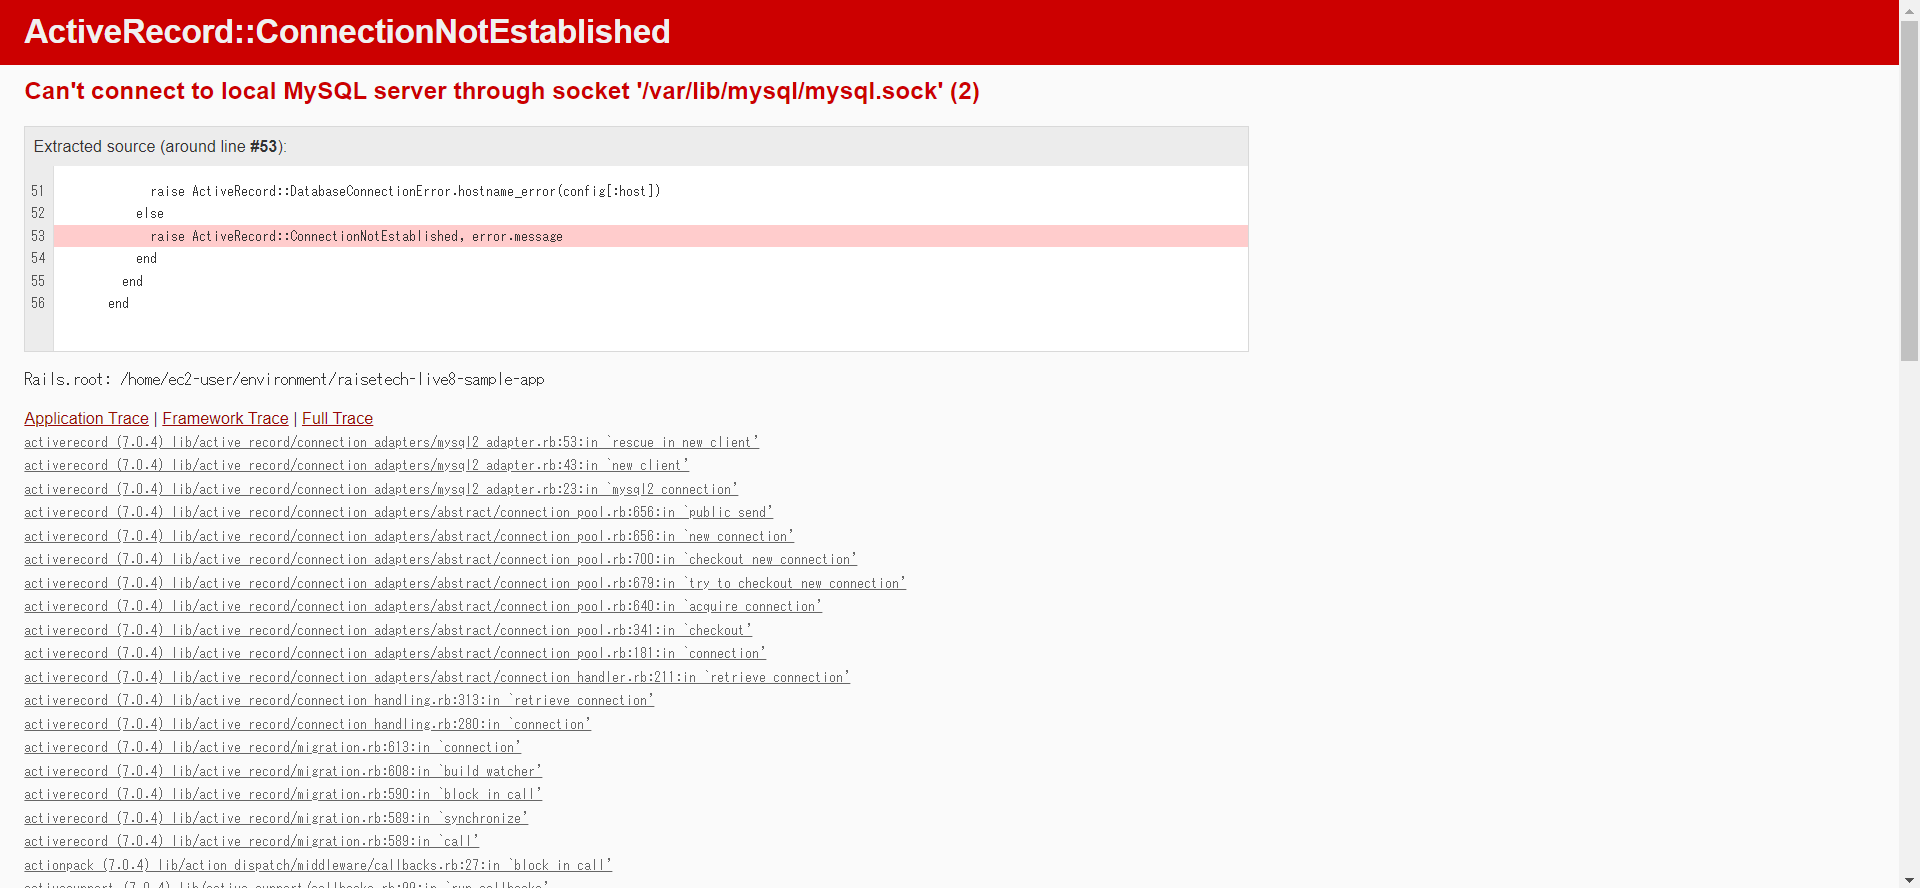 ActiveRecord::ConnectionNotEstablished
Can't connect to local MySQL server through socket '/var/lib/mysql/mysql.sock' (2)
Extracted source (around line #53):
51 raise ActiveRecord::DatabaseConnectionError.hostname_error(config[:host])
52 else
53 raise ActiveRecord::ConnectionNotEstablished, error.message
54 end
55 end
56 end
Rails.root: /home/ec2-user/environment/raisetech-live8-sample-app
Application Trace | Framework Trace | Full Trace
activerecord (7.0.4) lib/active_record/connection_adapters/mysql2_adapter.rb:53:in `rescue in new_client'
activerecord (7.0.4) lib/active_record/connection_adapters/mysql2_adapter.rb:43:in `new_client'
activerecord (7.0.4) lib/active_record/connection_adapters/mysql2_adapter.rb:23:in `mysql2_connection'
activerecord (7.0.4) lib/active_record/connection_adapters/abstract/connection_pool.rb:656:in `public_send'
activerecord (7.0.4) lib/active_record/connection_adapters/abstract/connection_pool.rb:656:in `new_connection'
activerecord (7.0.4) lib/active_record/connection_adapters/abstract/connection_pool.rb:700:in `checkout_new_connection'
activerecord (7.0.4) lib/active_record/connection_adapters/abstract/connection_pool.rb:679:in `try_to_checkout_new_connection'
activerecord (7.0.4) lib/active_record/connection_adapters/abstract/connection_pool.rb:640:in `acquire_connection'
activerecord (7.0.4) lib/active_record/connection_adapters/abstract/connection_pool.rb:341:in `checkout'
activerecord (7.0.4) lib/active_record/connection_adapters/abstract/connection_pool.rb:181:in `connection'
activerecord (7.0.4) lib/active_record/connection_adapters/abstract/connection_handler.rb:211:in `retrieve_connection'
activerecord (7.0.4) lib/active_record/connection_handling.rb:313:in `retrieve_connection'
activerecord (7.0.4) lib/active_record/connection_handling.rb:280:in `connection'
activerecord (7.0.4) lib/active_record/migration.rb:613:in `connection'
activerecord (7.0.4) lib/active_record/migration.rb:608:in `build_watcher'
activerecord (7.0.4) lib/active_record/migration.rb:590:in `block in call'
activerecord (7.0.4) lib/active_record/migration.rb:589:in `synchronize'
activerecord (7.0.4) lib/active_record/migration.rb:589:in `call'
actionpack (7.0.4) lib/action_dispatch/middleware/callbacks.rb:27:in `block in call'
activesupport (7.0.4) lib/active_support/callbacks.rb:99:in `run_callbacks'